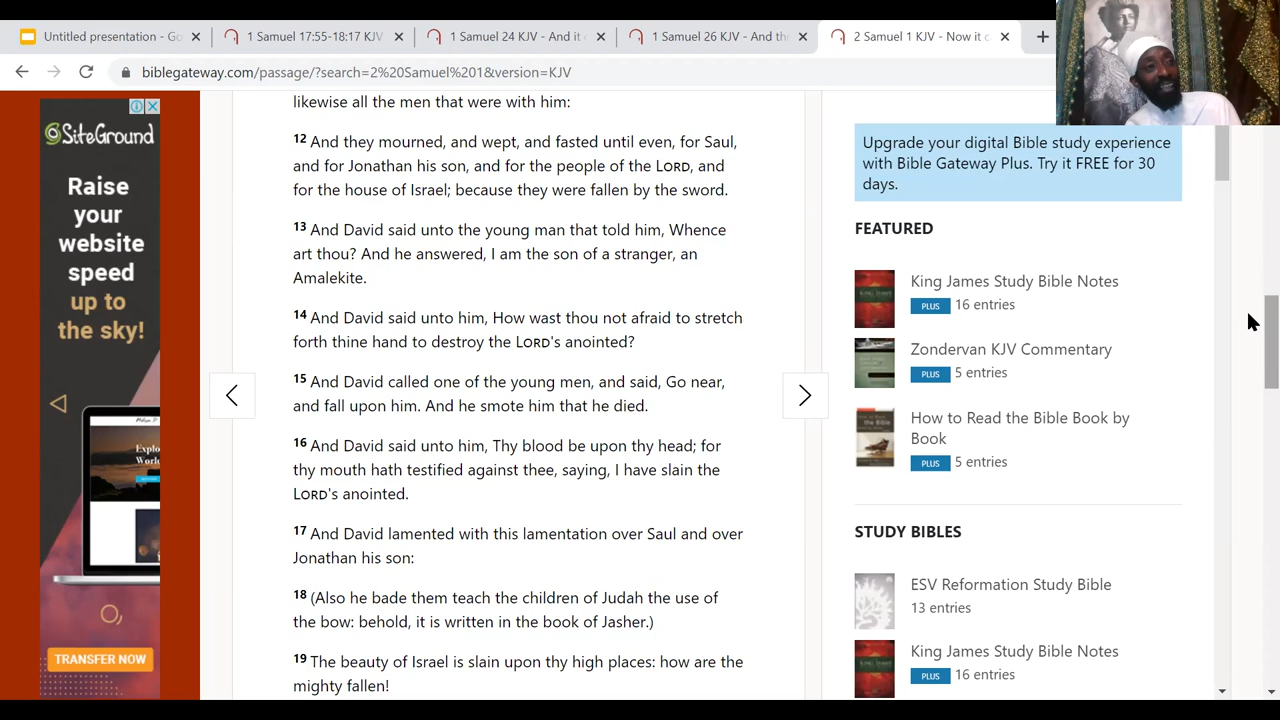 Untitled presentation - Go
1 Samuel 17:55-18:17 KJV
1 Samuel 24 KJV - And it c
1 Samuel 26 KJV - And the
2 Samuel 1 KJV - Now it c
biblegateway.com/passage/?search=2%20Samuel%201&version=KJV
SiteGround
Raise
your
website
speed
up to
the sky!
Explo
Worl
TRANSFER NOW
likewise all the men that were with him:
12 And they mourned, and wept, and fasted until even, for Saul,
and for Jonathan his son, and for the people of the LORD, and
for the house of Israel; because they were fallen by the sword.
13 And David said unto the young man that told him, Whence
art thou? And he answered, I am the son of a stranger, an
Amalekite.
14 And David said unto him, How wast thou not afraid to stretch
forth thine hand to destroy the LORD's anointed?
15 And David called one of the young men, and said, Go near,
and fall upon him. And he smote him that he died.
16 And David said unto him, Thy blood be upon thy head; for
thy mouth hath testified against thee, saying, I have slain the
LORD's anointed.
17 And David lamented with this lamentation over Saul and over
Jonathan his son:
18 (Also he bade them teach the children of Judah the use of
the bow: behold, it is written in the book of Jasher.)
19 The beauty of Israel is slain upon thy high places: how are the
mighty fallen!
Upgrade your digital Bible study experience
with Bible Gateway Plus. Try it FREE for 30
days.
FEATURED
King James Study Bible Notes
PLUS 16 entries
Zondervan KJV Commentary
PLUS 5 entries
How to Read the Bible Book by
Book
PLUS 5 entries
STUDY BIBLES
ESV Reformation Study Bible
13 entries
King James Study Bible Notes
PLUS 16 entries